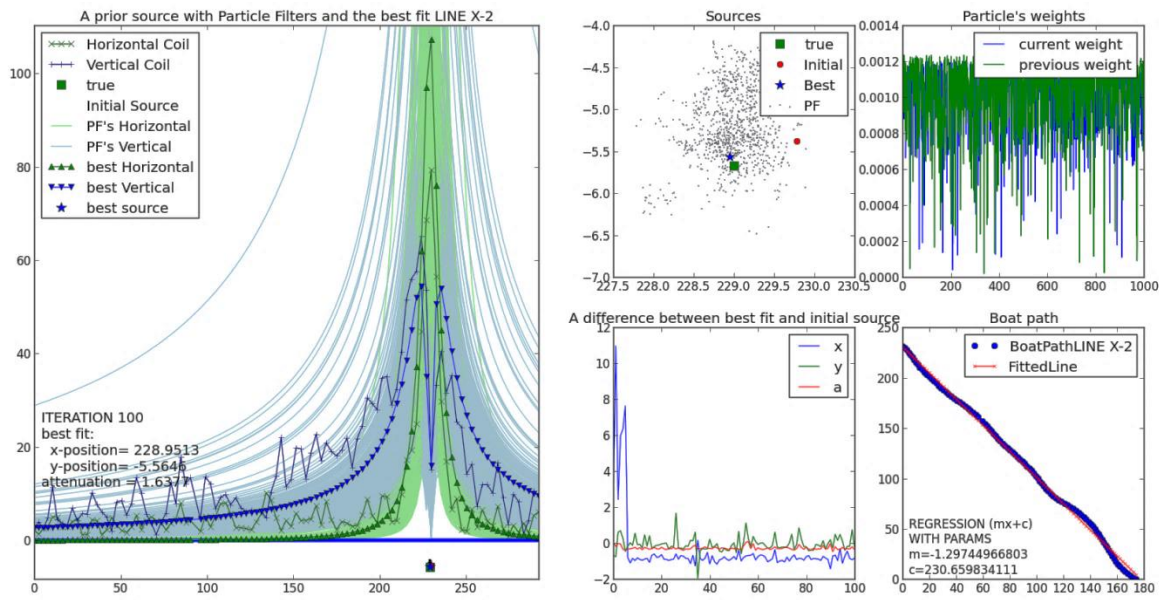 A prior source with Particle Filters and the best fit LINE X-2
Horizontal Coil
Vertical Coil
true
Initial Source
PF's Horizontal
PF's Vertical
best Horizontal
best Vertical
best source
100
80
60
40
20
0
ITERATION 100
best fit:
x-position= 228.9513
y-position= -5.5646
attenuation = 1.6377
0 50 100 150 200 250
Sources
true
Initial
Best
PF
−4.0
−4.5
−5.0
−5.5
−6.0
−6.5
−7.0
227.5 228.0 228.5 229.0 229.5 230.0 230.5
Particle's weights
current weight
previous weight
0.0014
0.0012
0.0010
0.0008
0.0006
0.0004
0.0002
0.0000
0 200 400 600 800 1000
A difference between best fit and initial source
x
y
a
12
10
8
6
4
2
0
−2
0 20 40 60 80 100
Boat path
BoatPathLINE X-2
FittedLine
250
200
150
100
50
0
REGRESSION (mx+c)
WITH PARAMS
m=-1.29744966803
c=230.659834111
0 20 40 60 80 100 120 140 160 180